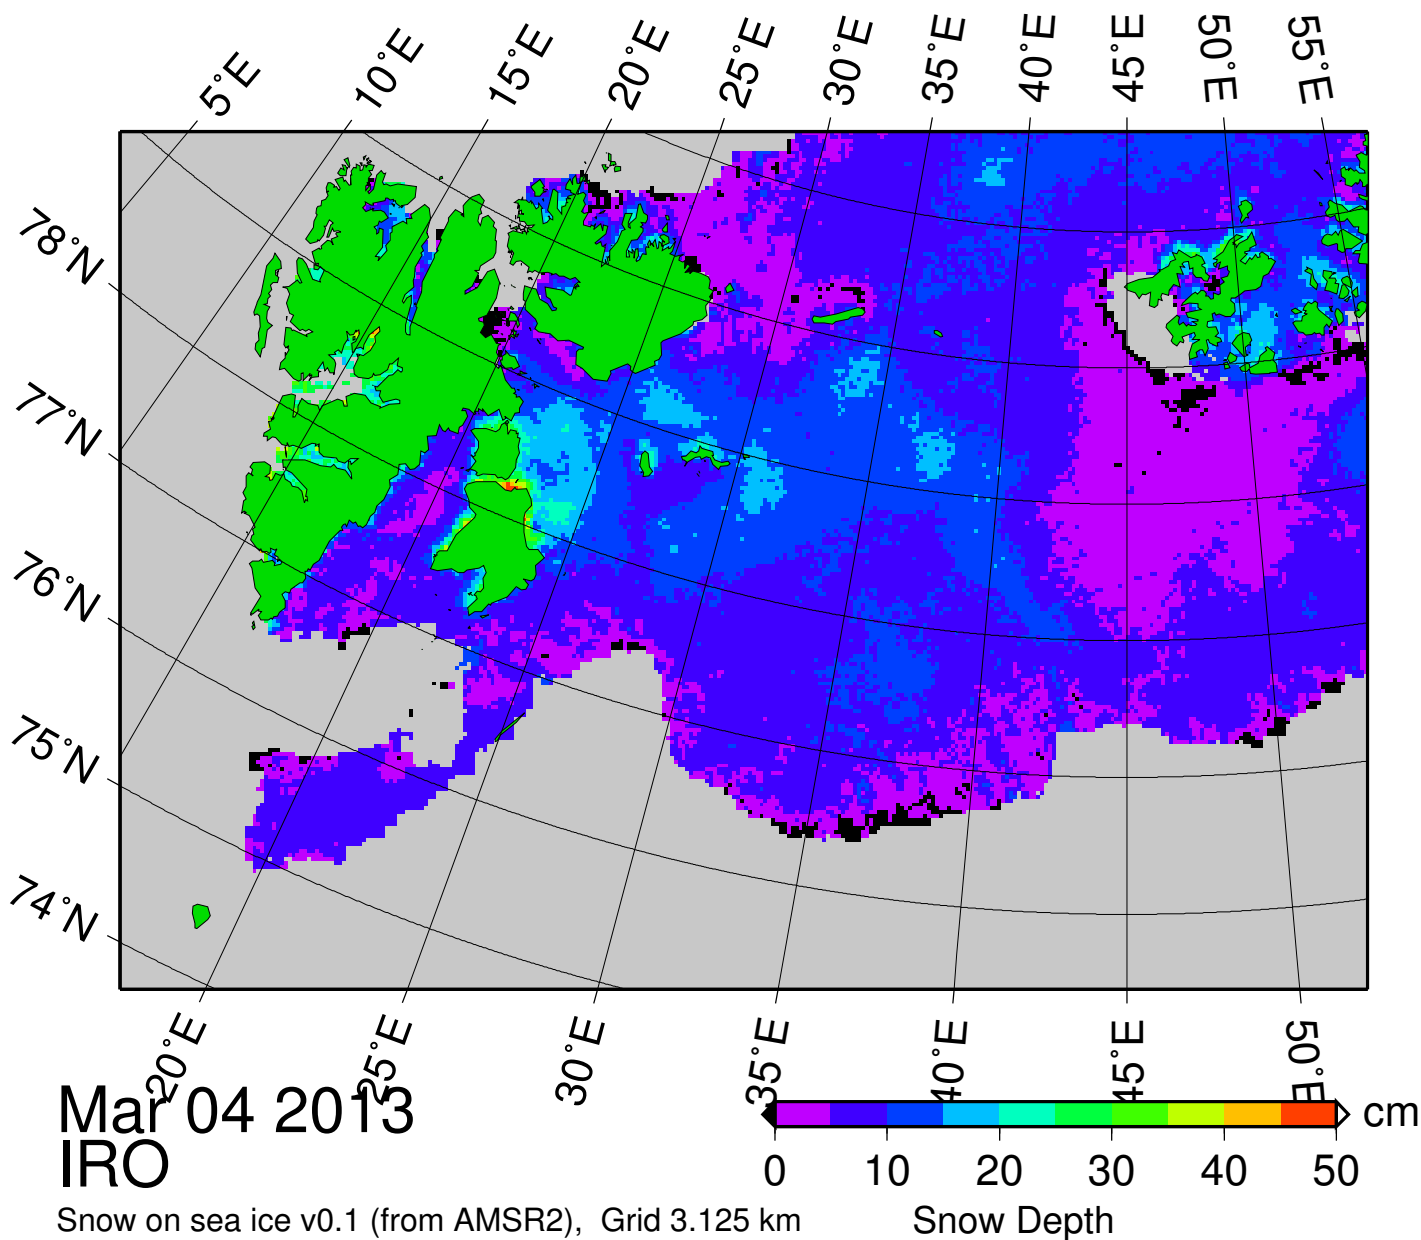 5°E 10°E 15°E 20°E 25°E 30°E 35°E 40°E 45°E 50°E 55°E
78°N
77°N
76°N
75°N
74°N
20°E 25°E 30°E 35°E 40°E 45°E 50°E
Mar 04 2013
IRO
cm
0 10 20 30 40 50
Snow on sea ice v0.1 (from AMSR2), Grid 3.125 km
Snow Depth